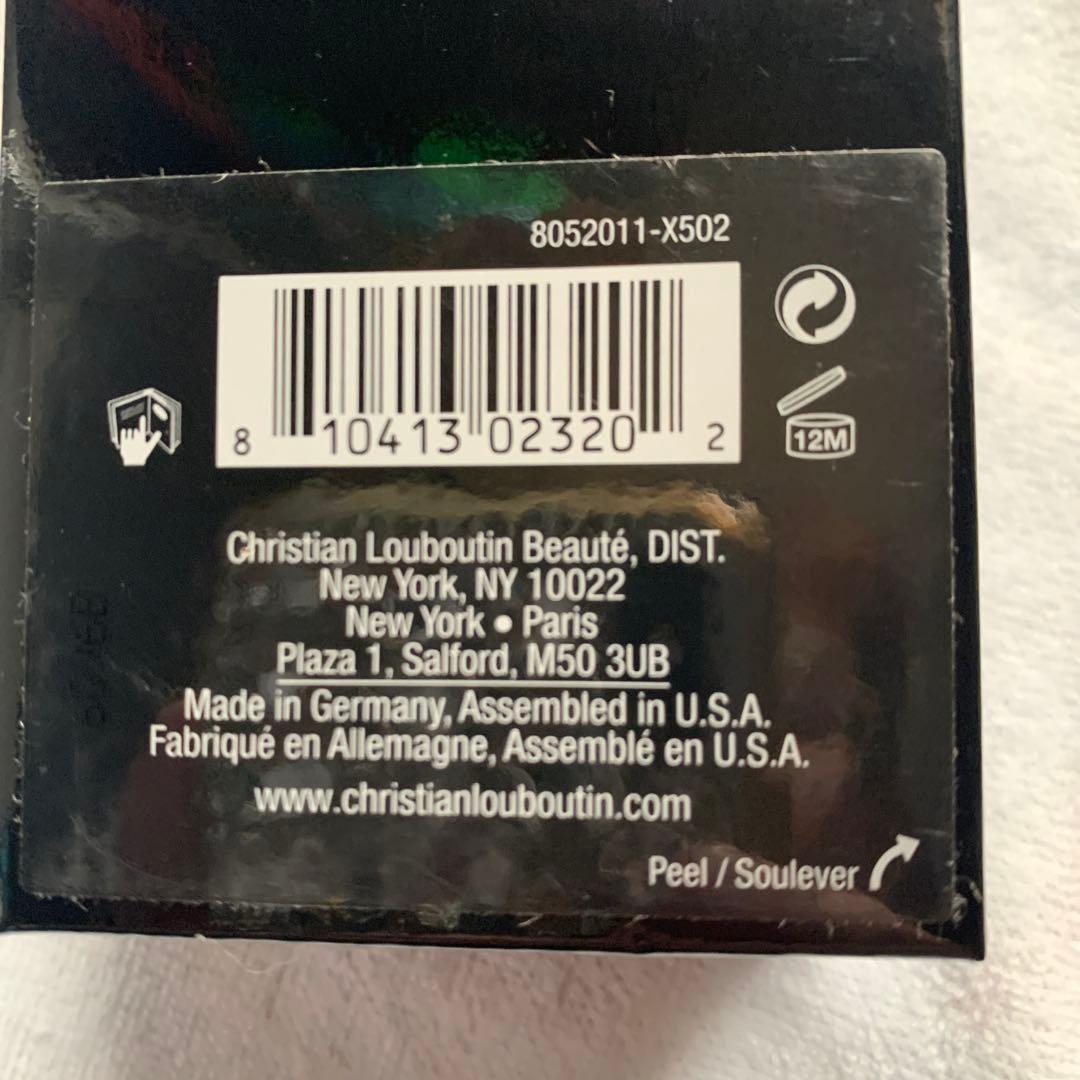 8052011-X502
8 10413 02320 2
12M
Christian Louboutin Beauté, DIST.
New York, NY 10022
New York • Paris
Plaza 1, Salford, M50 3UB
Made in Germany, Assembled in U.S.A.
Fabriqué en Allemagne, Assemblé en U.S.A.
www.christianlouboutin.com
Peel / Soulever